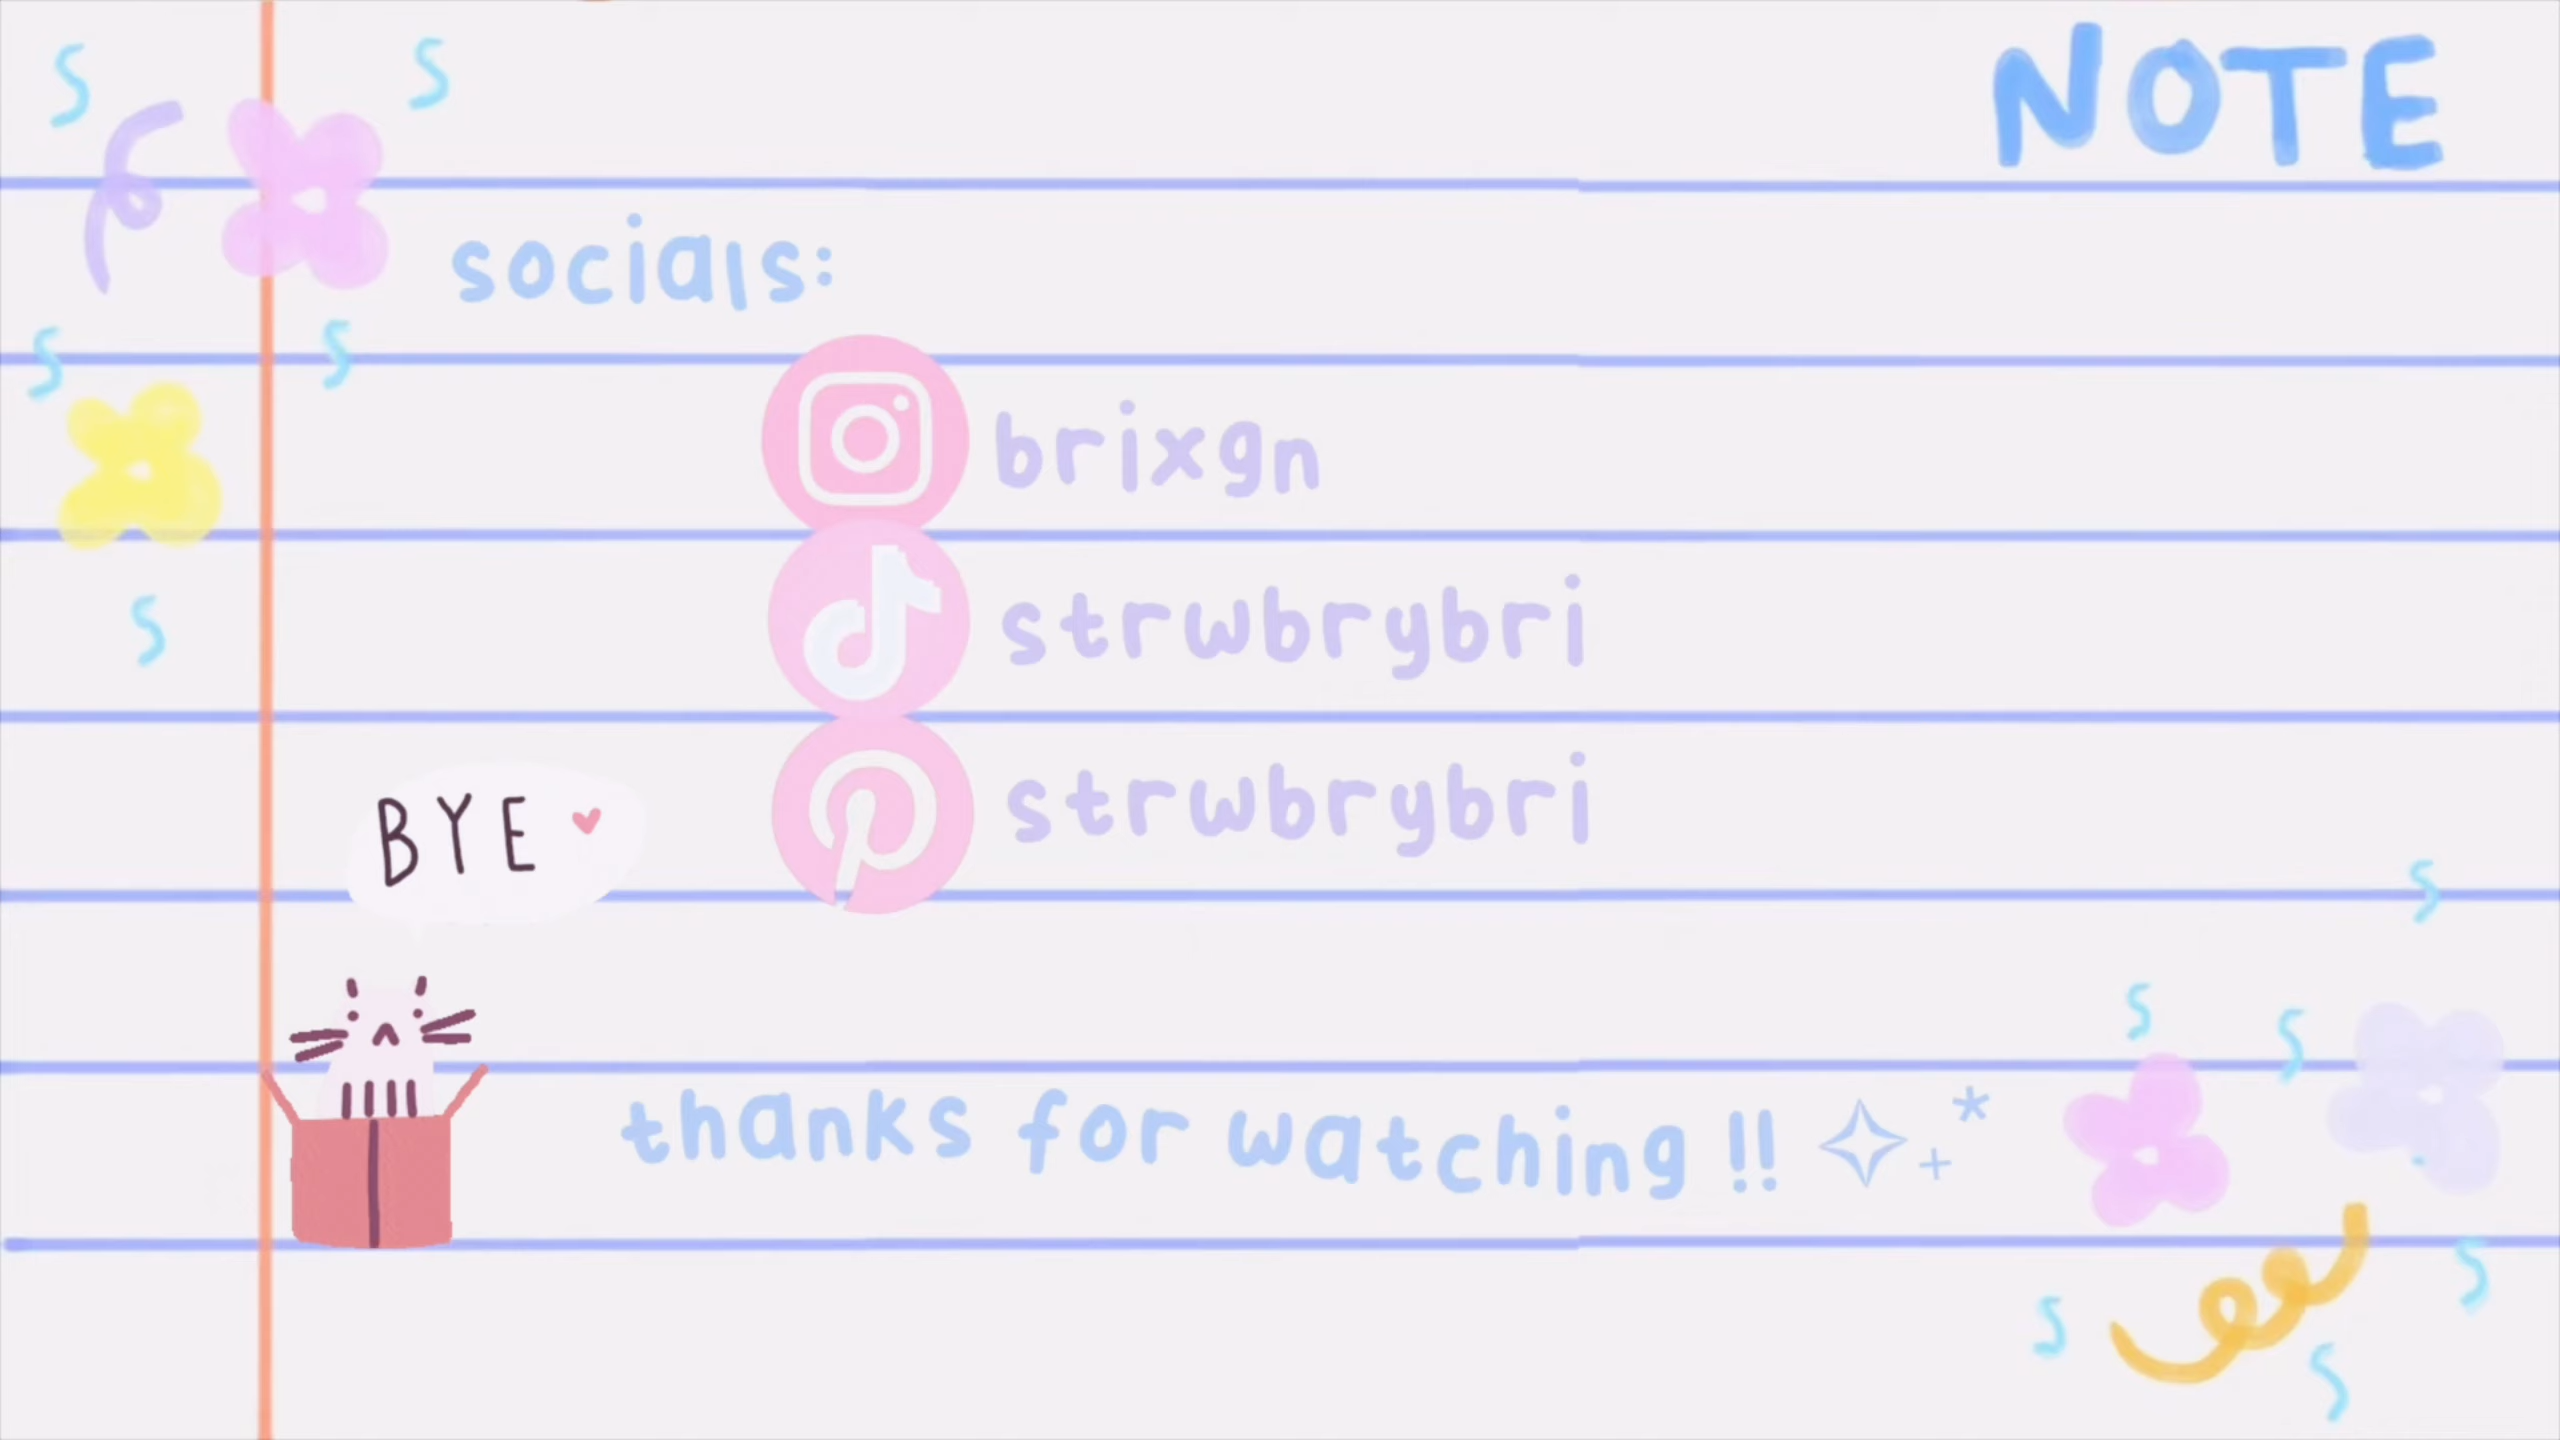 NOTE
socials:
brixgn
strwbrybri
strwbrybri
BYE
thanks for watching !!